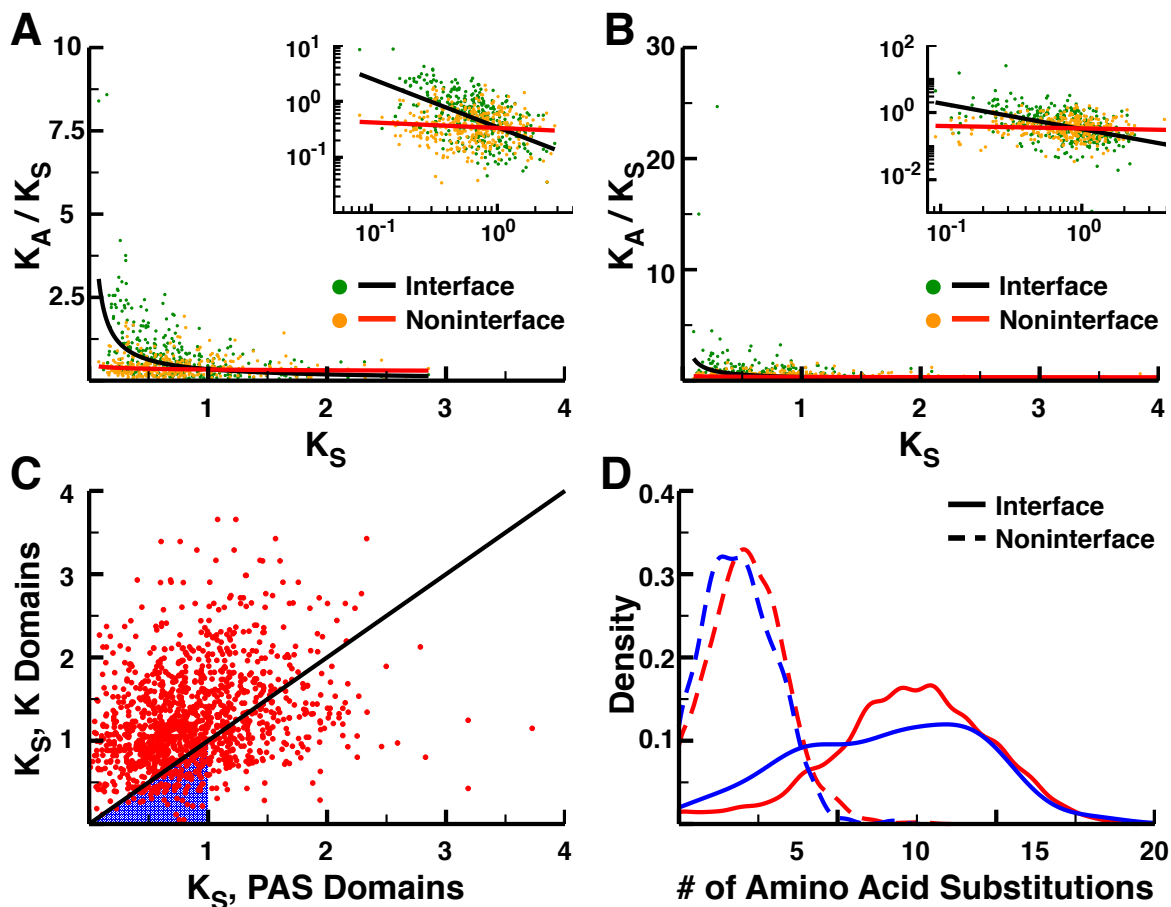 A
10
7.5
5
2.5
K_A / K_S
10^1
10^0
10^-1
10^-1
10^0
Interface
Noninterface
1
2
3
4
K_S
B
30
20
10
K_A / K_S
10^2
10^0
10^-2
10^-1
10^0
Interface
Noninterface
1
2
3
4
K_S
C
4
3
2
1
K_S, K Domains
1
2
3
4
K_S, PAS Domains
D
0.4
0.3
0.2
0.1
Density
Interface
Noninterface
5
10
15
20
# of Amino Acid Substitutions